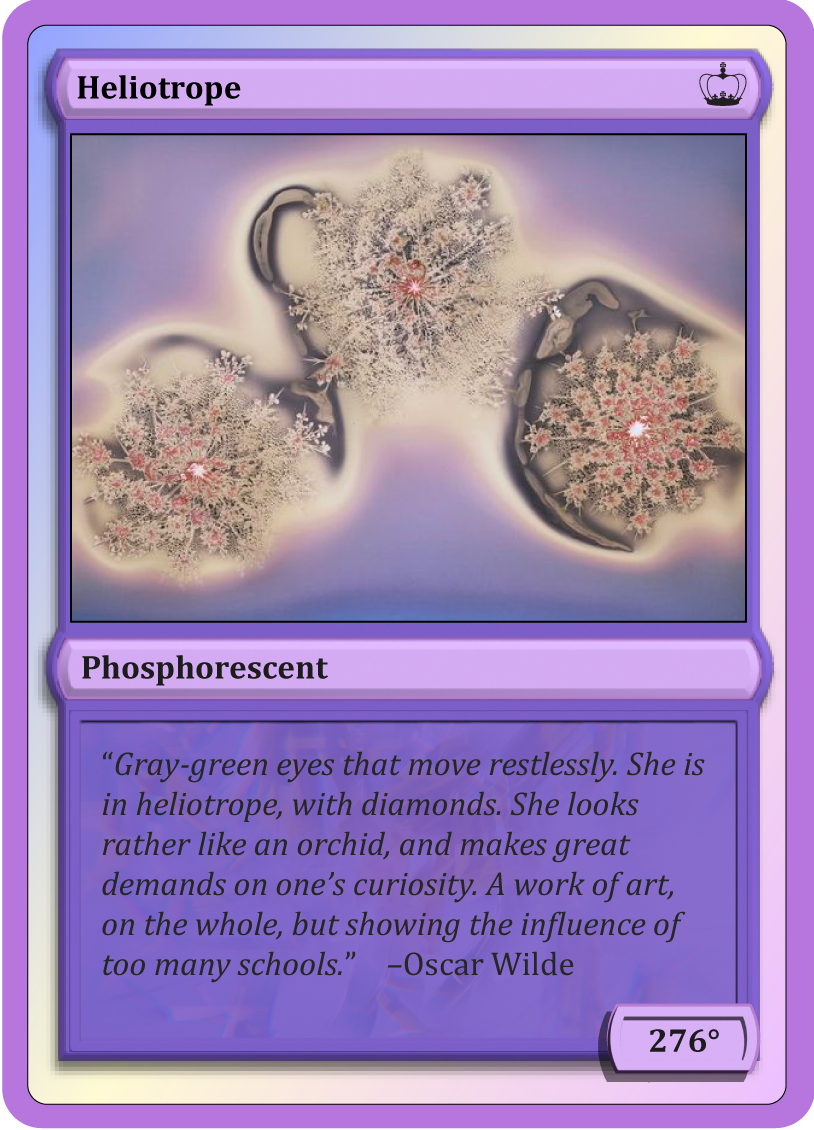 Heliotrope
Phosphorescent
“Gray-green eyes that move restlessly. She is
in heliotrope, with diamonds. She looks
rather like an orchid, and makes great
demands on one’s curiosity. A work of art,
on the whole, but showing the influence of
too many schools.” –Oscar Wilde
276°